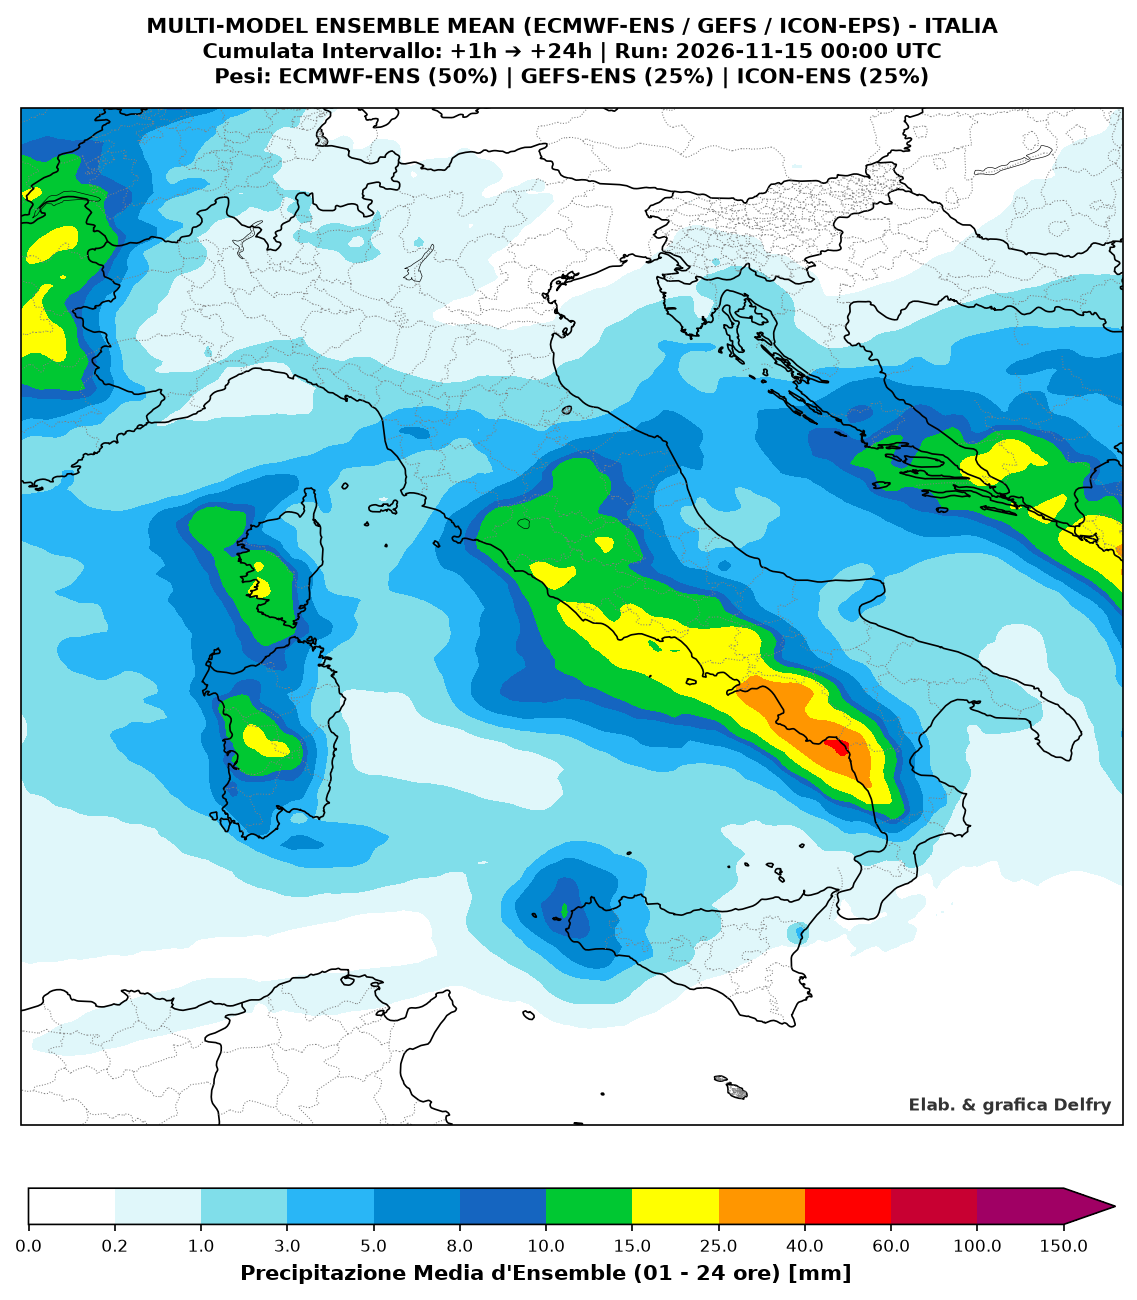 MULTI-MODEL ENSEMBLE MEAN (ECMWF-ENS / GEFS / ICON-EPS) - ITALIA
Cumulata Intervallo: +1h → +24h | Run: 2026-11-15 00:00 UTC
Pesi: ECMWF-ENS (50%) | GEFS-ENS (25%) | ICON-ENS (25%)
Elab. & grafica Delfry
0.0 0.2 1.0 3.0 5.0 8.0 10.0 15.0 25.0 40.0 60.0 100.0 150.0
Precipitazione Media d'Ensemble (01 - 24 ore) [mm]